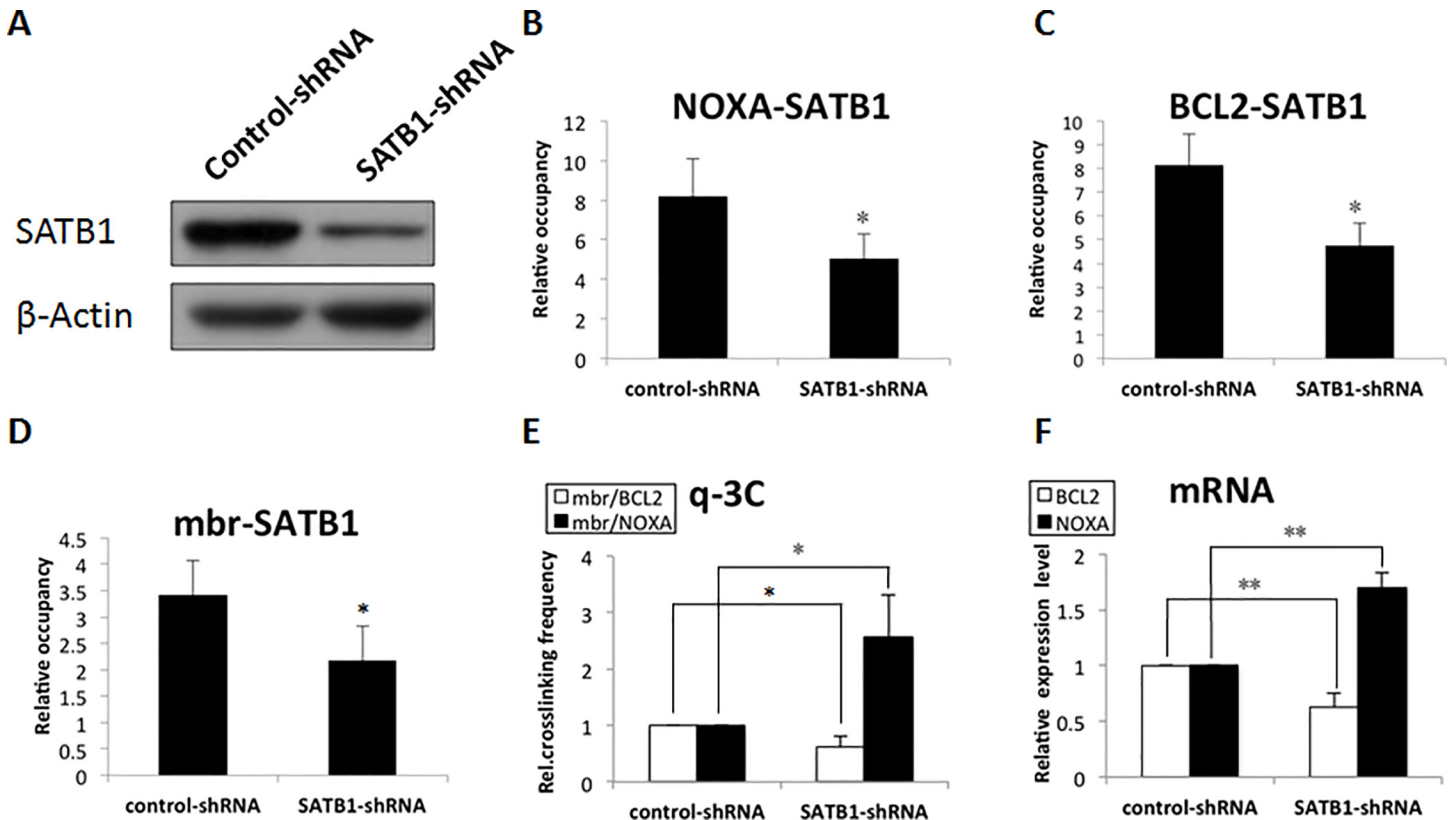 A
Control-shRNA
SATB1-shRNA
SATB1
β-Actin
B
NOXA-SATB1
Relative occupancy
12
10
8
6
4
2
0
*
control-shRNA SATB1-shRNA
C
BCL2-SATB1
Relative occupancy
10
9
8
7
6
5
4
3
2
1
0
*
control-shRNA SATB1-shRNA
D
mbr-SATB1
Relative occupancy
4.5
4
3.5
3
2.5
2
1.5
1
0.5
0
*
control-shRNA SATB1-shRNA
E
mbr/BCL2
mbr/NOXA
q-3C
Rel.crosslinking frequency
4
3
2
1
0
*
*
control-shRNA SATB1-shRNA
F
BCL2
NOXA
mRNA
Relative expression level
2
1.5
1
0.5
0
**
**
control-shRNA SATB1-shRNA